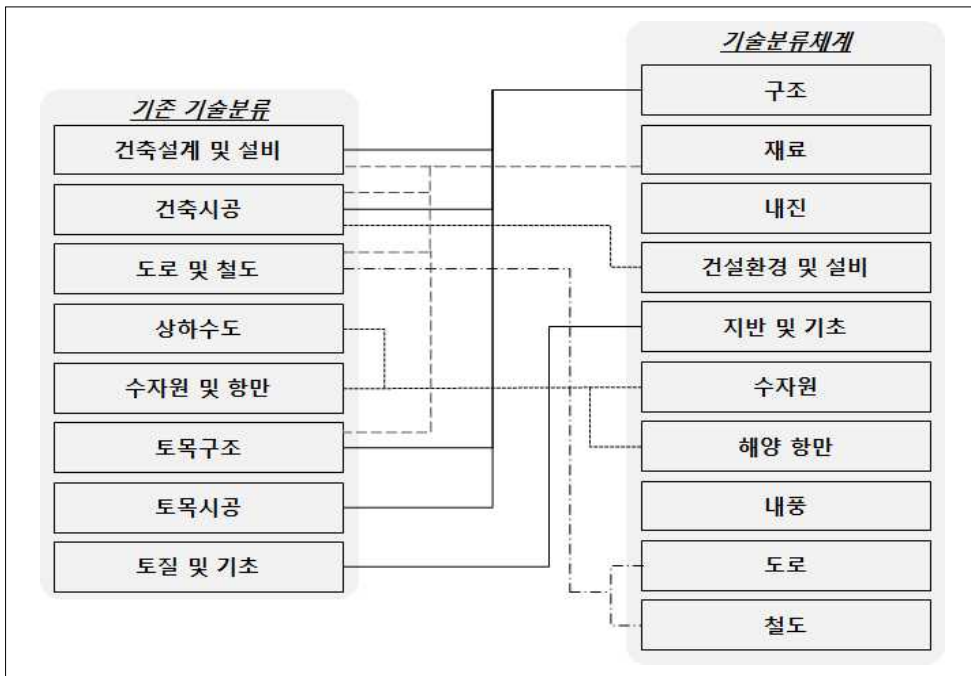 기존 기술분류
건축설계 및 설비
건축시공
도로 및 철도
상하수도
수자원 및 항만
토목구조
토목시공
토질 및 기초
기술분류체계
구조
재료
내진
건설환경 및 설비
지반 및 기초
수자원
해양 항만
내풍
도로
철도